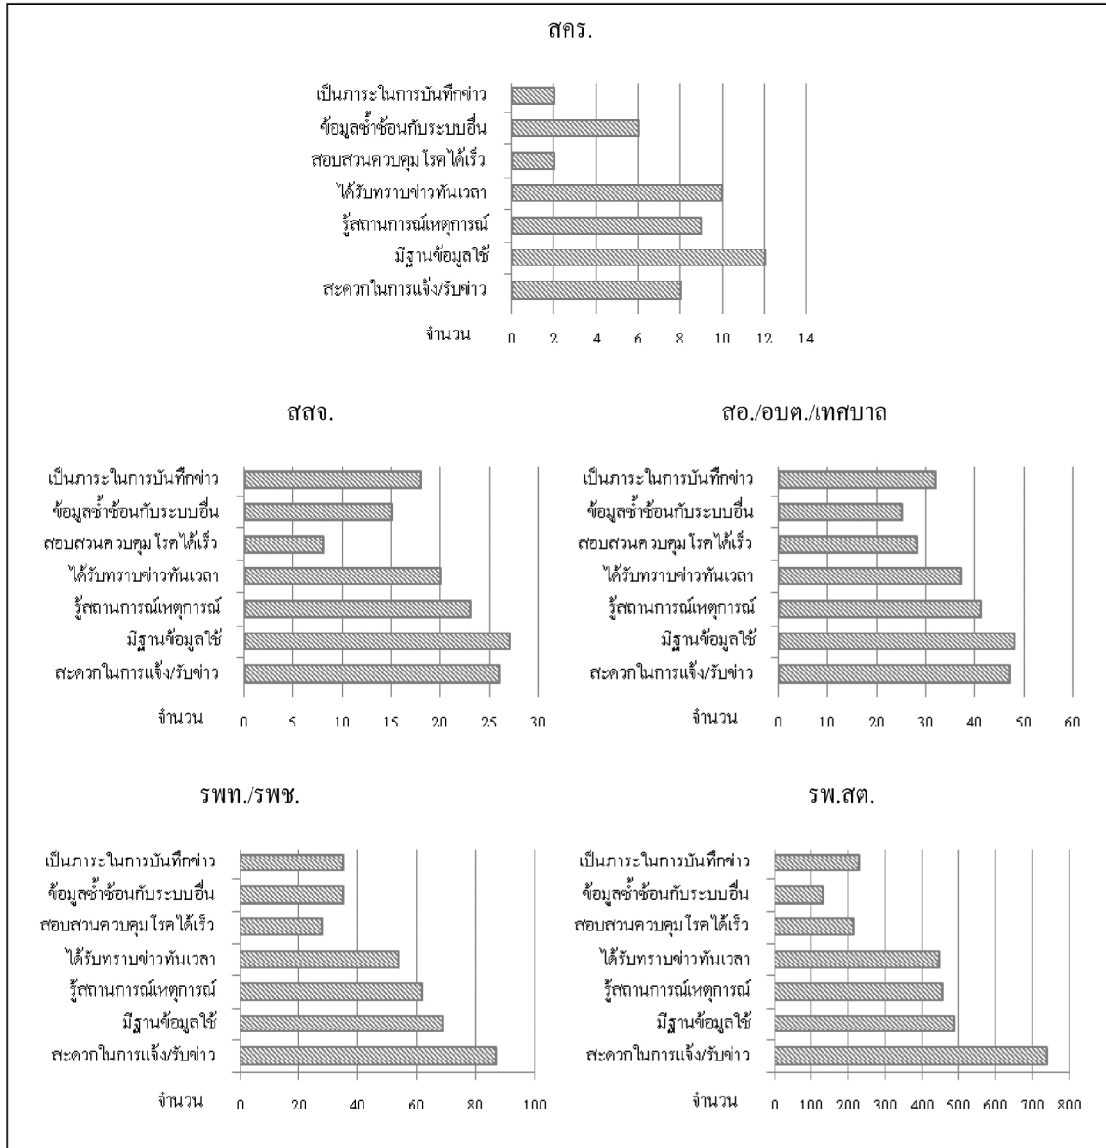 สคร.
เป็นภาระในการบันทึกข่าว
ข้อมูลซ้ำซ้อนกับระบบอื่น
สอบสวนควบคุมโรคได้เร็ว
ได้รับทราบข่าวทันเวลา
รู้สถานการณ์เหตุการณ์
มีฐานข้อมูลใช้
สะดวกในการแจ้ง/รับข่าว
จำนวน 0 2 4 6 8 10 12 14
สสจ.
เป็นภาระในการบันทึกข่าว
ข้อมูลซ้ำซ้อนกับระบบอื่น
สอบสวนควบคุมโรคได้เร็ว
ได้รับทราบข่าวทันเวลา
รู้สถานการณ์เหตุการณ์
มีฐานข้อมูลใช้
สะดวกในการแจ้ง/รับข่าว
จำนวน 0 5 10 15 20 25 30
สอ./อบต./เทศบาล
เป็นภาระในการบันทึกข่าว
ข้อมูลซ้ำซ้อนกับระบบอื่น
สอบสวนควบคุมโรคได้เร็ว
ได้รับทราบข่าวทันเวลา
รู้สถานการณ์เหตุการณ์
มีฐานข้อมูลใช้
สะดวกในการแจ้ง/รับข่าว
จำนวน 0 10 20 30 40 50 60
รพท./รพช.
เป็นภาระในการบันทึกข่าว
ข้อมูลซ้ำซ้อนกับระบบอื่น
สอบสวนควบคุมโรคได้เร็ว
ได้รับทราบข่าวทันเวลา
รู้สถานการณ์เหตุการณ์
มีฐานข้อมูลใช้
สะดวกในการแจ้ง/รับข่าว
จำนวน 0 20 40 60 80 100
รพ.สต.
เป็นภาระในการบันทึกข่าว
ข้อมูลซ้ำซ้อนกับระบบอื่น
สอบสวนควบคุมโรคได้เร็ว
ได้รับทราบข่าวทันเวลา
รู้สถานการณ์เหตุการณ์
มีฐานข้อมูลใช้
สะดวกในการแจ้ง/รับข่าว
จำนวน 0 100 200 300 400 500 600 700 800